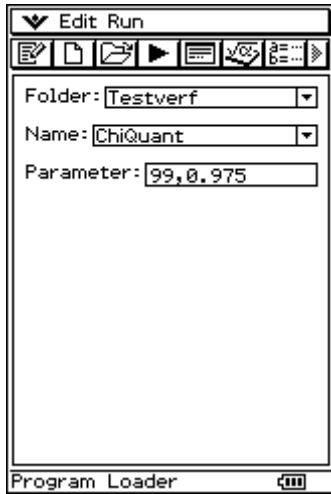 Edit Run
Folder: Testverf
Name: ChiQuant
Parameter: 99,0.975
Program Loader